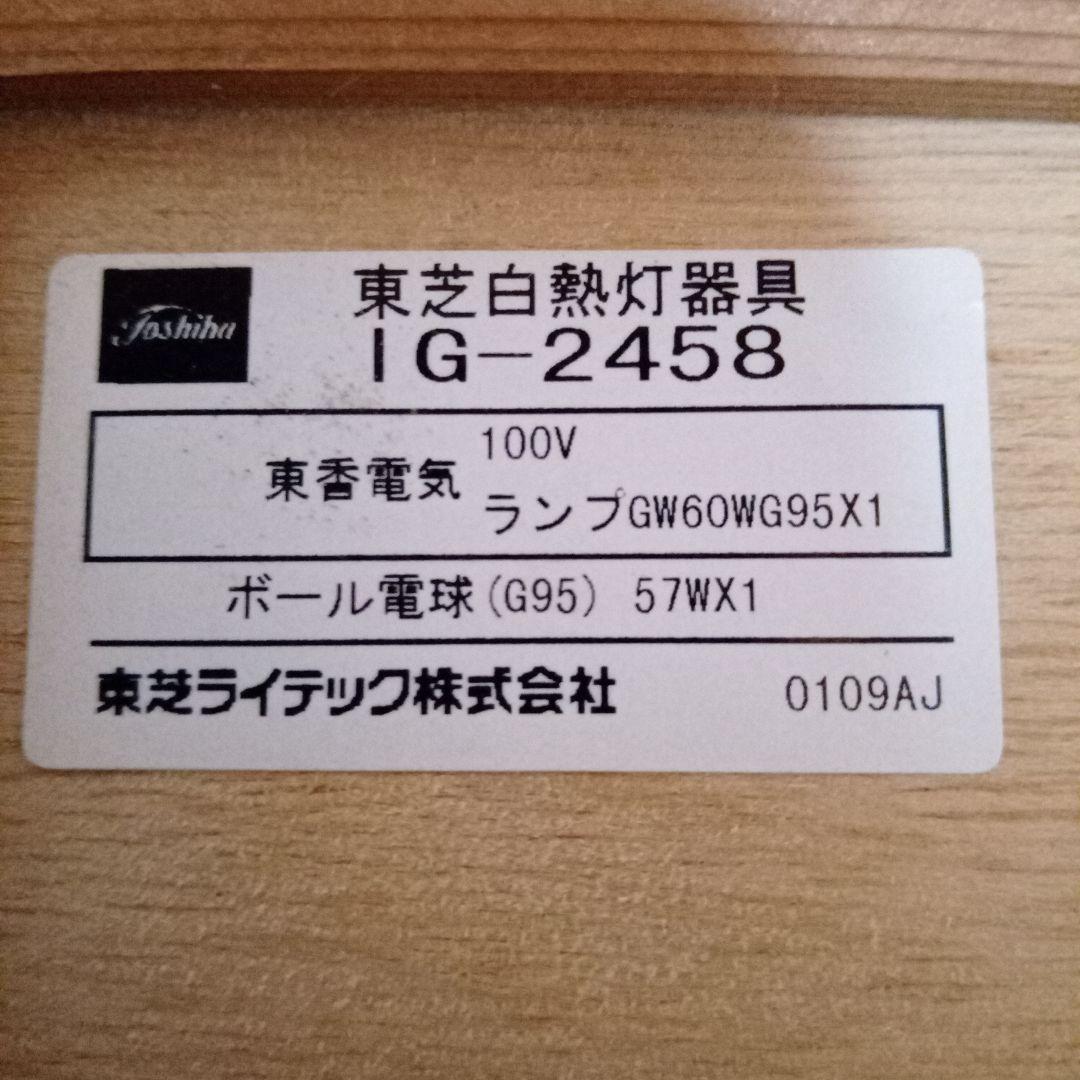 Toshiba
東芝白熱灯器具
IG-2458
100V
東香電気
ランプGW60WG95X1
ボール電球(G95) 57WX1
東芝ライテック株式会社 0109AJ